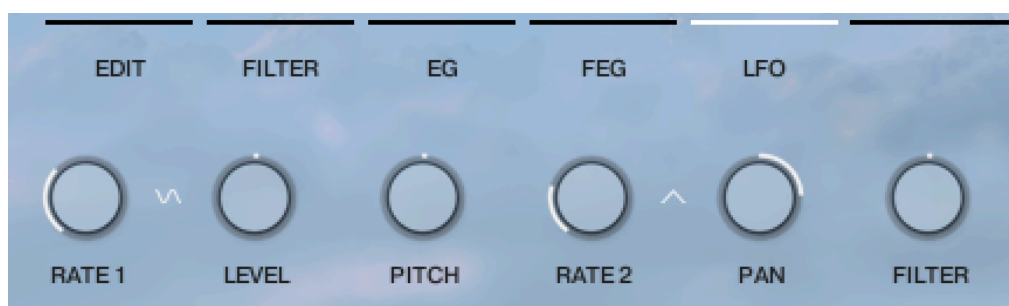 EDIT FILTER EG FEG LFO
RATE 1 LEVEL PITCH RATE 2 PAN FILTER